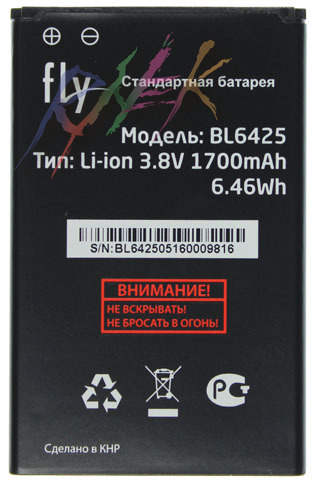 fly
Стандартная батарея
Модель: BL6425
Тип: Li-ion 3.8V 1700mAh
6.46Wh
S/N:BL642505160009816
ВНИМАНИЕ!
НЕ ВСКРЫВАТЬ!
НЕ БРОСАТЬ В ОГОНЬ!
Сделано в КНР